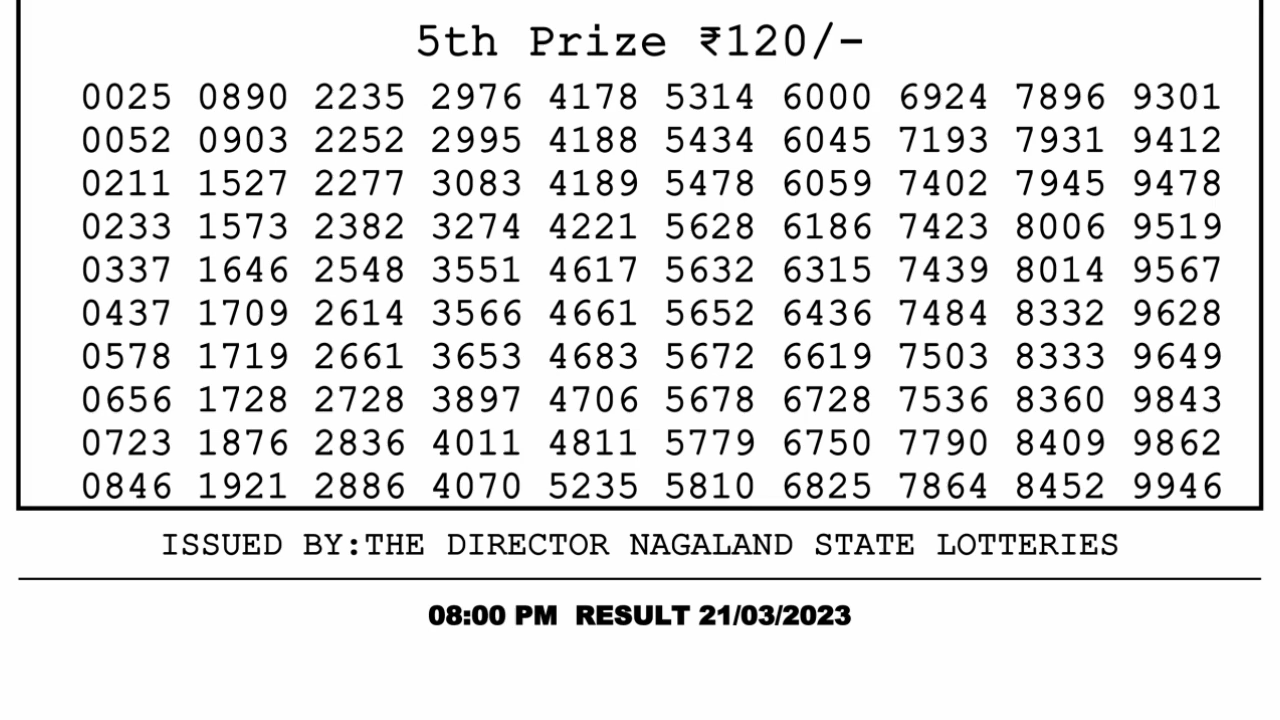 5th Prize ₹120/-
0025 0890 2235 2976 4178 5314 6000 6924 7896 9301
0052 0903 2252 2995 4188 5434 6045 7193 7931 9412
0211 1527 2277 3083 4189 5478 6059 7402 7945 9478
0233 1573 2382 3274 4221 5628 6186 7423 8006 9519
0337 1646 2548 3551 4617 5632 6315 7439 8014 9567
0437 1709 2614 3566 4661 5652 6436 7484 8332 9628
0578 1719 2661 3653 4683 5672 6619 7503 8333 9649
0656 1728 2728 3897 4706 5678 6728 7536 8360 9843
0723 1876 2836 4011 4811 5779 6750 7790 8409 9862
0846 1921 2886 4070 5235 5810 6825 7864 8452 9946
ISSUED BY:THE DIRECTOR NAGALAND STATE LOTTERIES
08:00 PM RESULT 21/03/2023